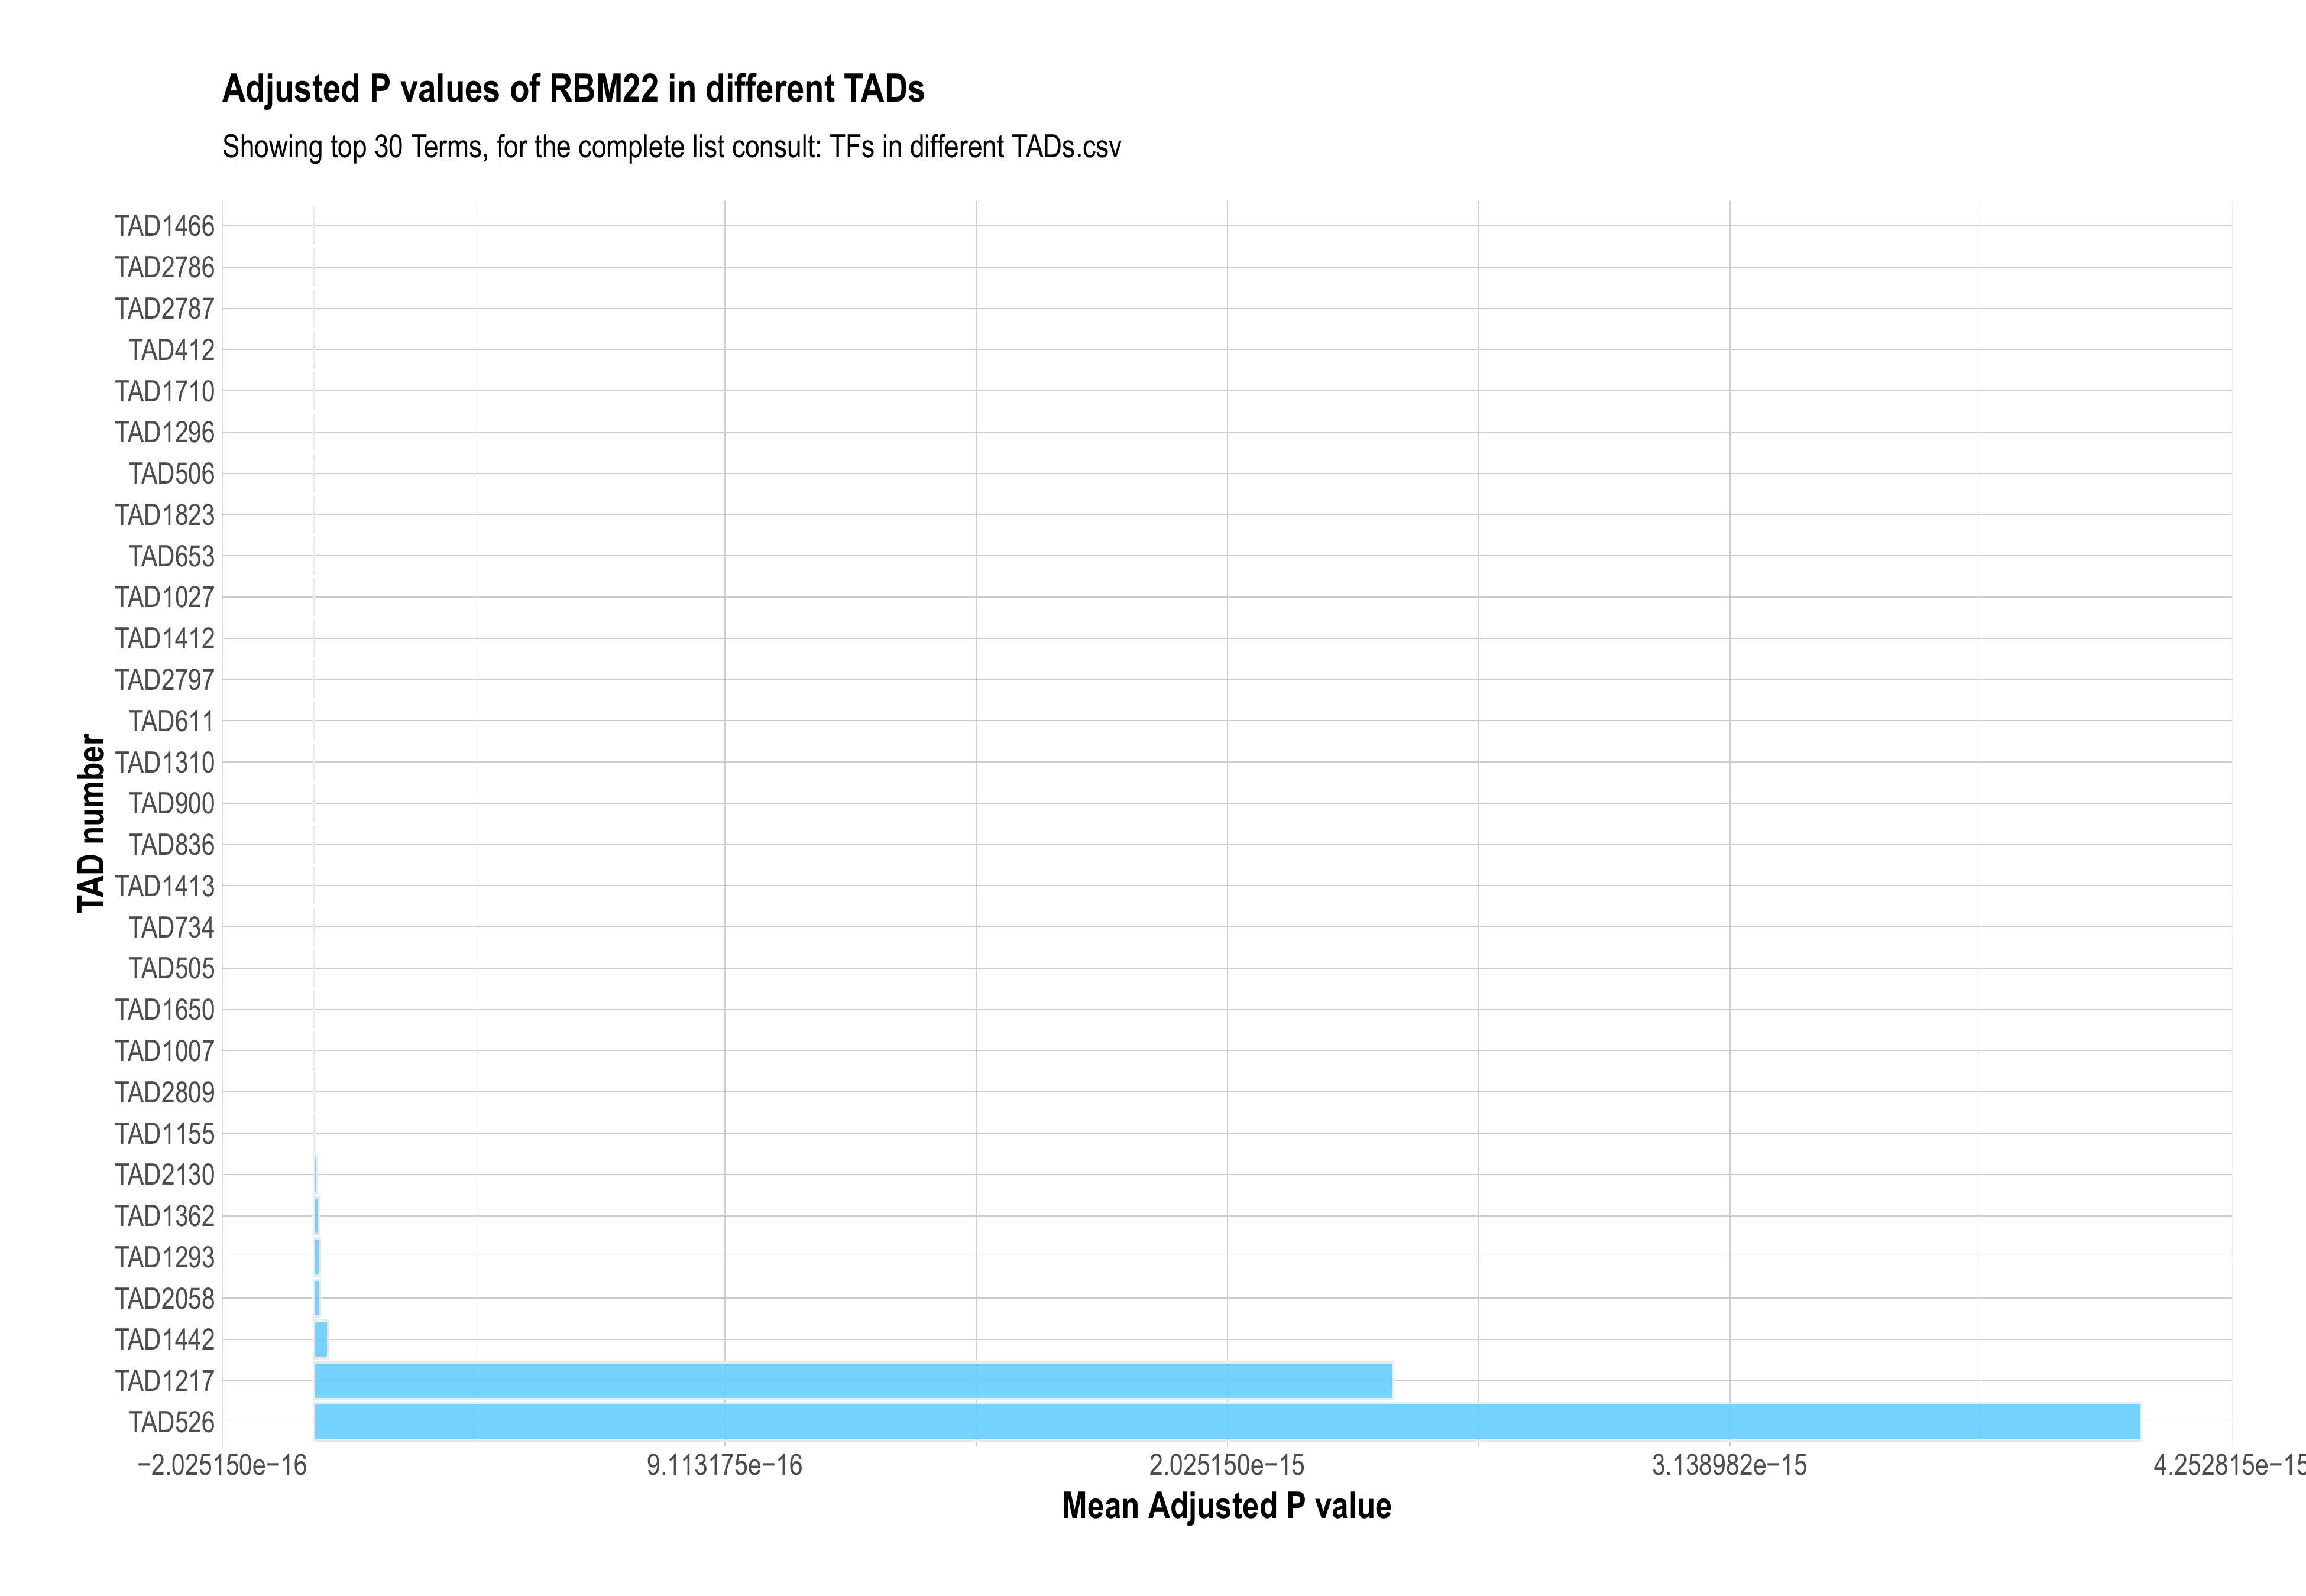 Adjusted P values of RBM22 in different TADs
Showing top 30 Terms, for the complete list consult: TFs in different TADs.csv
TAD number
TAD1466
TAD2786
TAD2787
TAD412
TAD1710
TAD1296
TAD506
TAD1823
TAD653
TAD1027
TAD1412
TAD2797
TAD611
TAD1310
TAD900
TAD836
TAD1413
TAD734
TAD505
TAD1650
TAD1007
TAD2809
TAD1155
TAD2130
TAD1362
TAD1293
TAD2058
TAD1442
TAD1217
TAD526
−2.025150e−16 9.113175e−16 2.025150e−15 3.138982e−15 4.252815e−15
Mean Adjusted P value